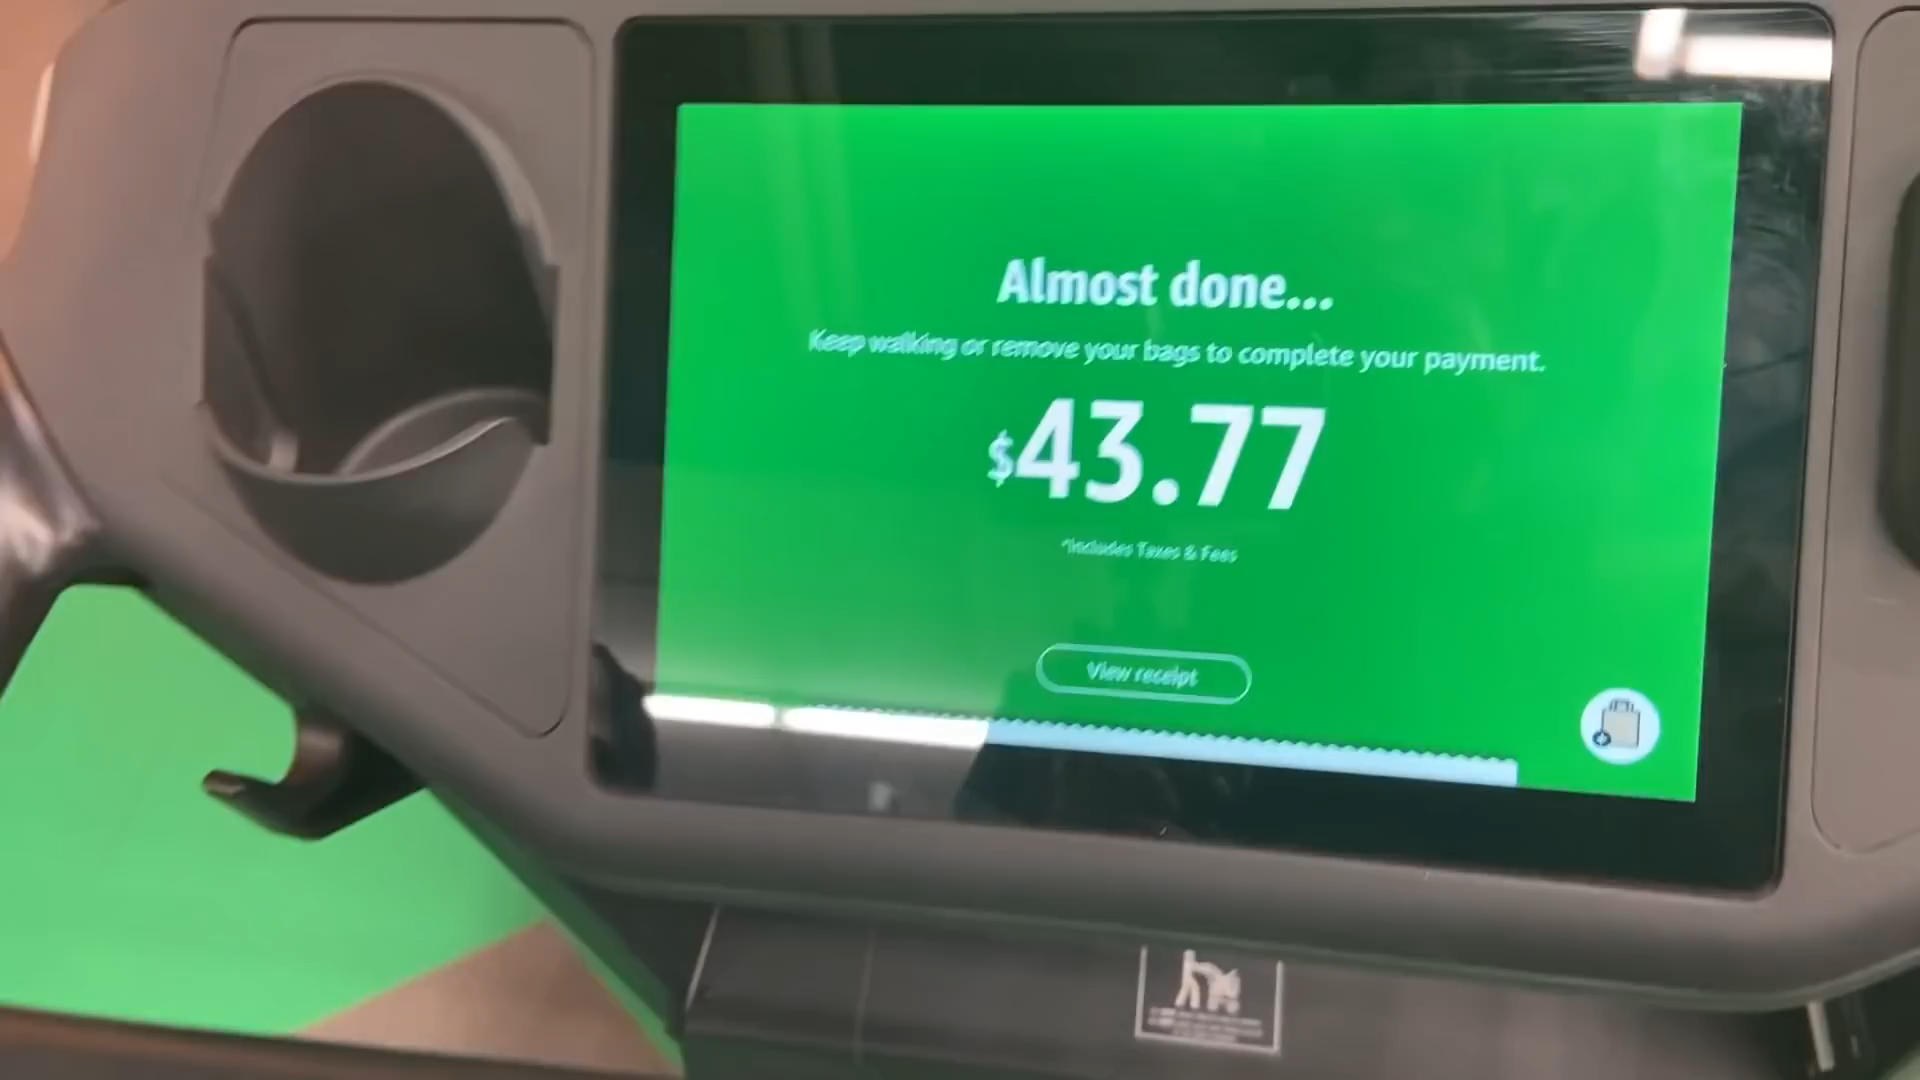 Almost done...
Keep walking or remove your bags to complete your payment.
$43.77
*Includes Taxes & Fees
View receipt